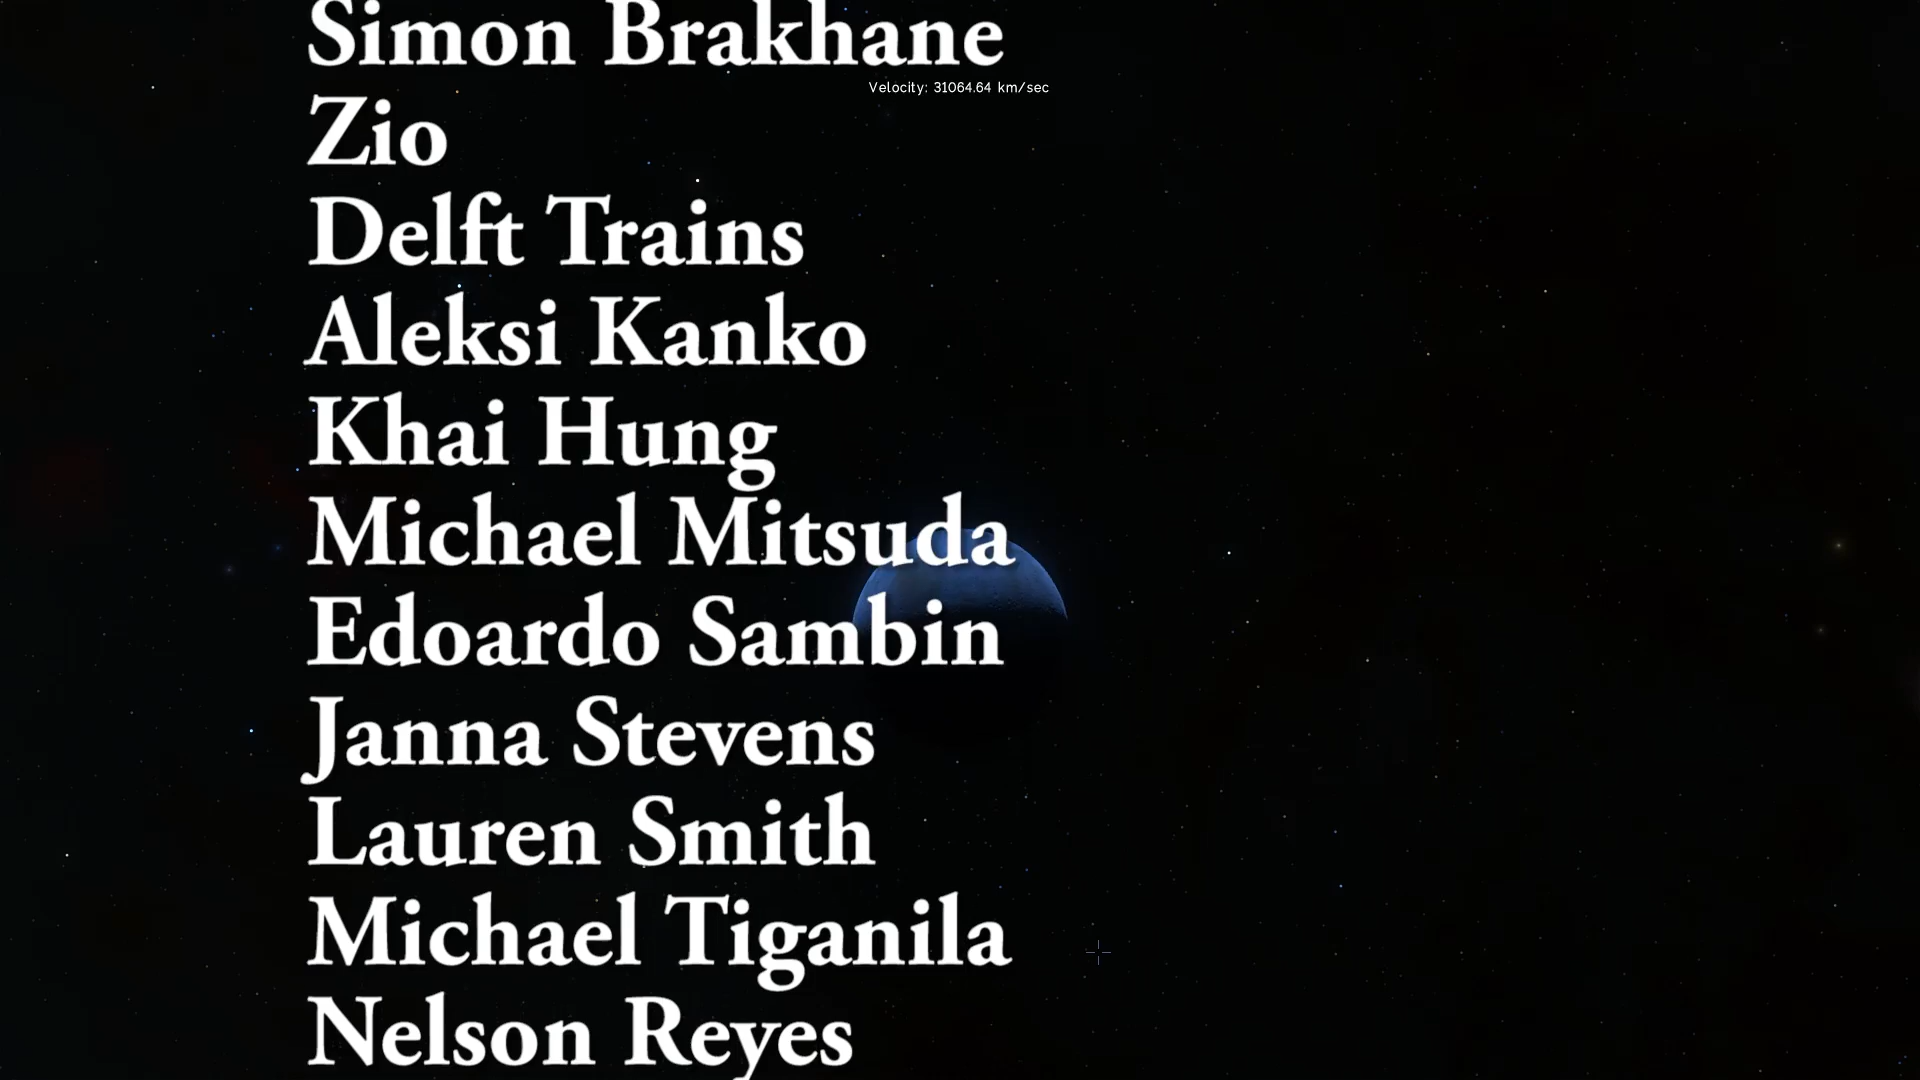 Simon Brakhane
Velocity: 31064.64 km/sec
Zio
Delft Trains
Aleksi Kanko
Khai Hung
Michael Mitsuda
Edoardo Sambin
Janna Stevens
Lauren Smith
Michael Tiganila
Nelson Reyes